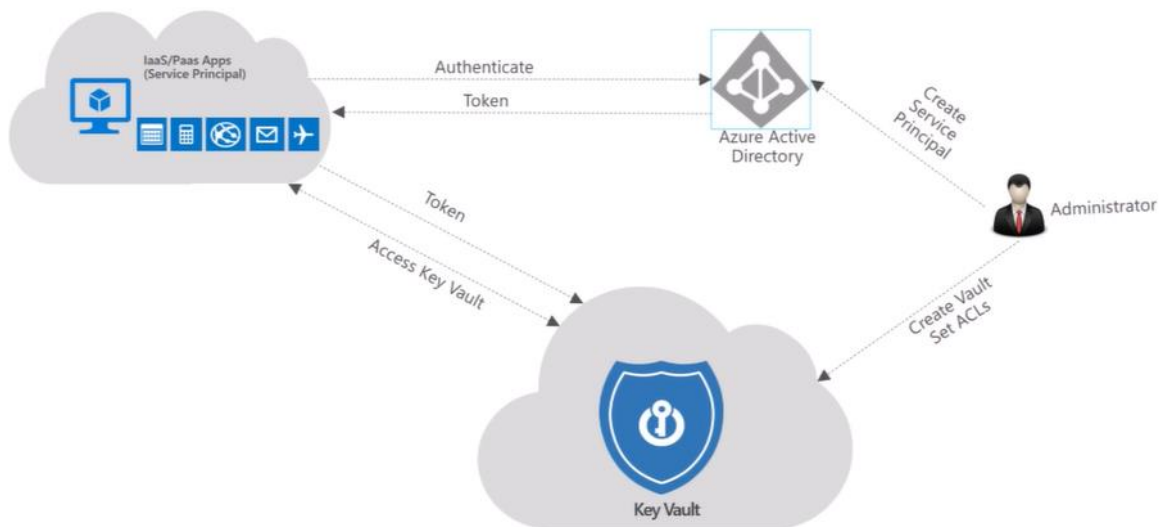 IaaS/Paas Apps
(Service Principal)
Authenticate
Token
Azure Active
Directory
Create
Service
Principal
Administrator
Token
Access Key Vault
Create Vault
Set ACLs
Key Vault